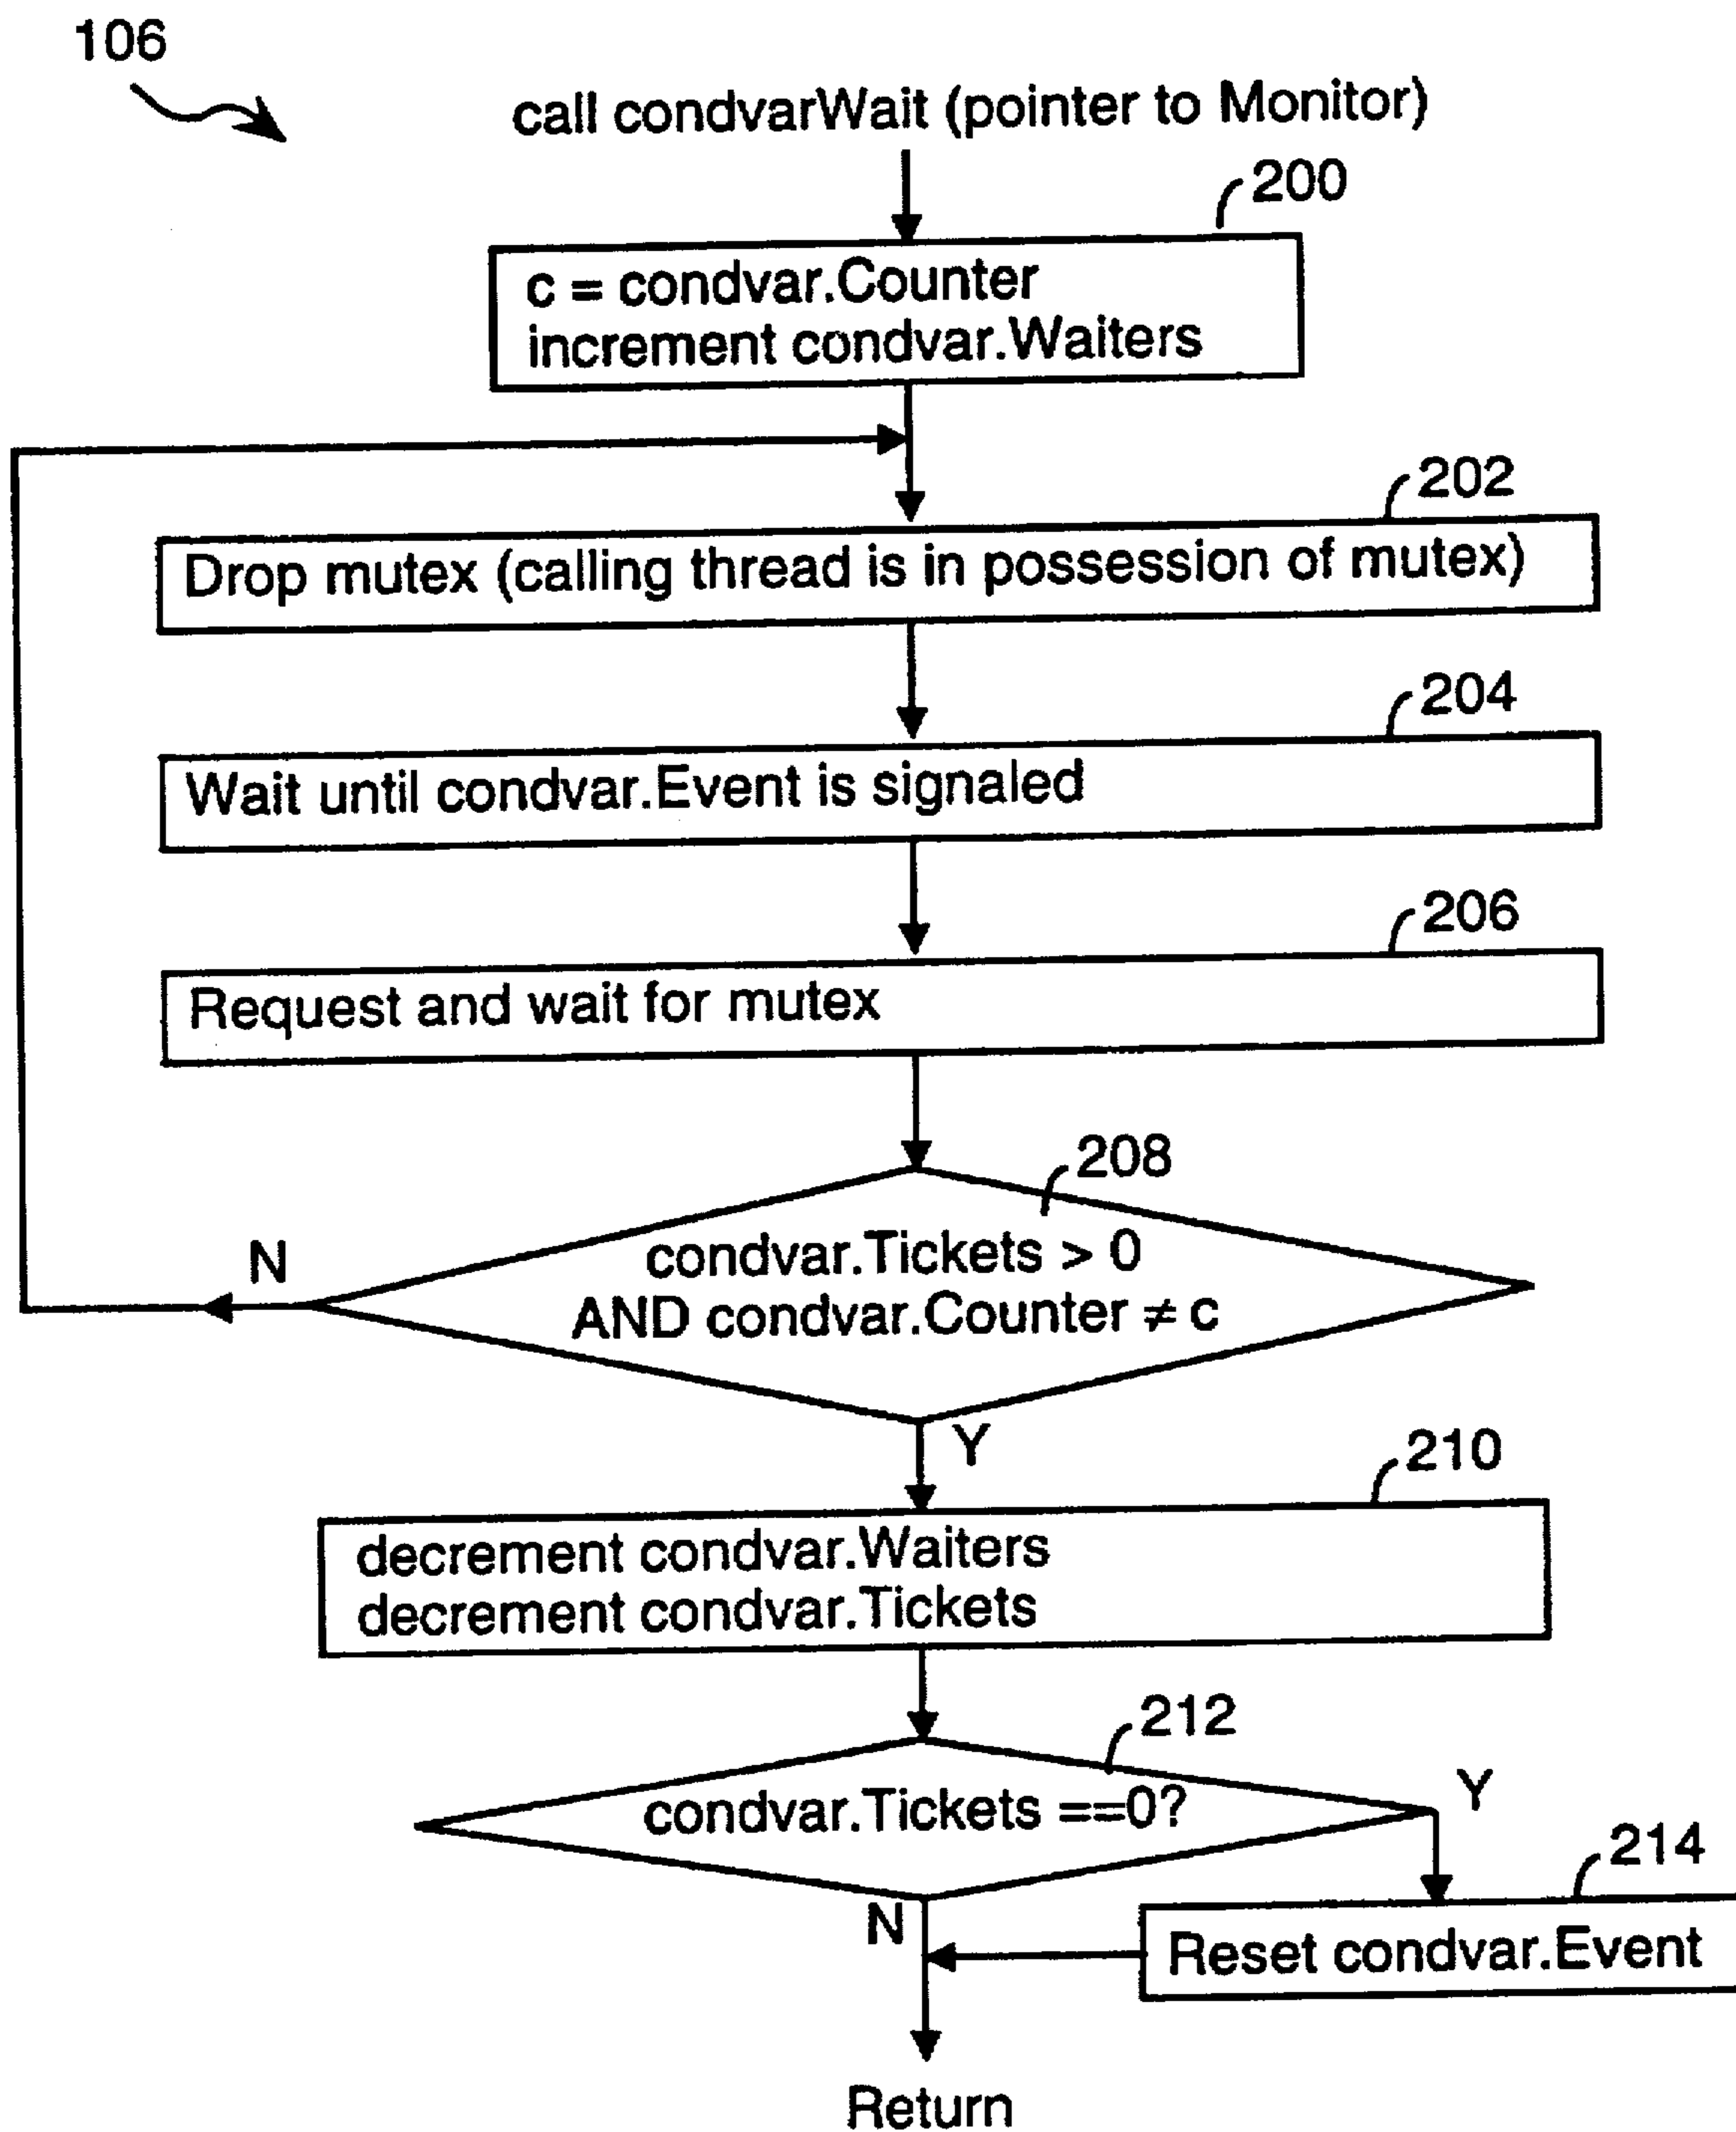 106
call condvarWait (pointer to Monitor)
200
c = condvar.Counter
increment condvar.Waiters
202
Drop mutex (calling thread is in possession of mutex)
204
Wait until condvar.Event is signaled
206
Request and wait for mutex
208
condvar.Tickets > 0
AND condvar.Counter ≠ c
N
Y
210
decrement condvar.Waiters
decrement condvar.Tickets
212
condvar.Tickets ==0?
Y
214
N
Reset condvar.Event
Return